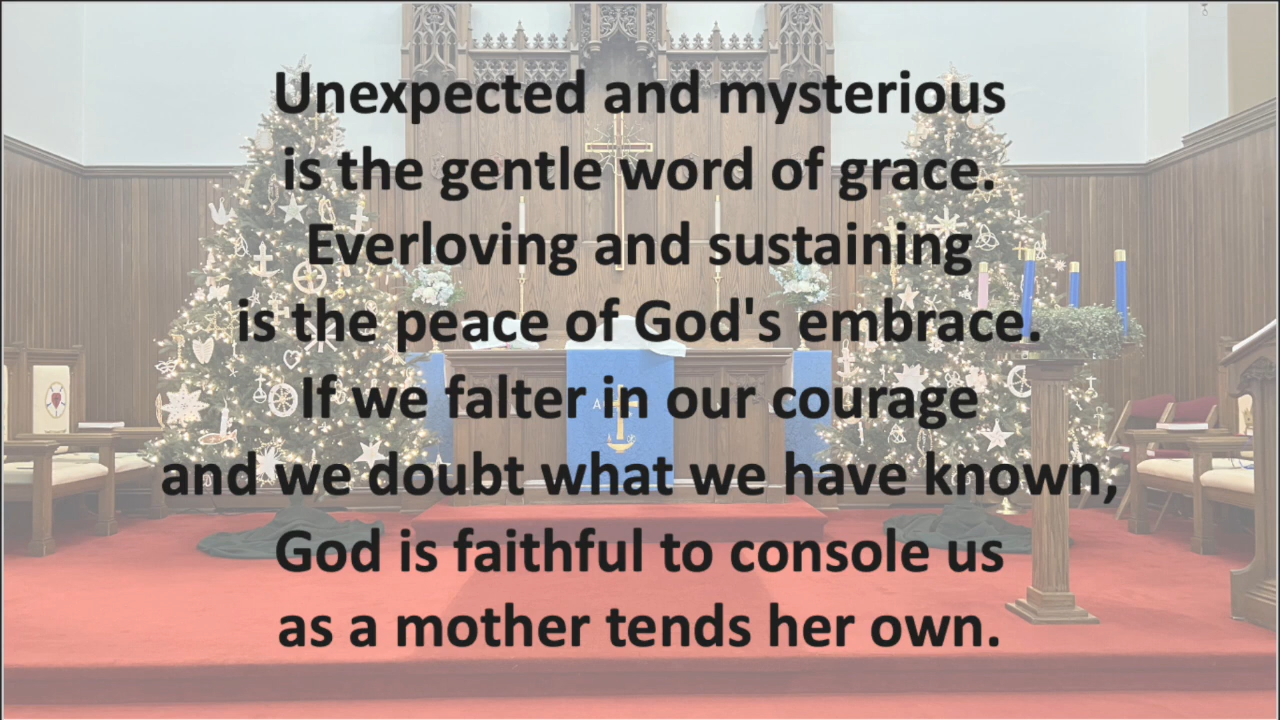 Unexpected and mysterious
is the gentle word of grace.
Everloving and sustaining
is the peace of God's embrace.
If we falter in our courage
and we doubt what we have known,
God is faithful to console us
as a mother tends her own.